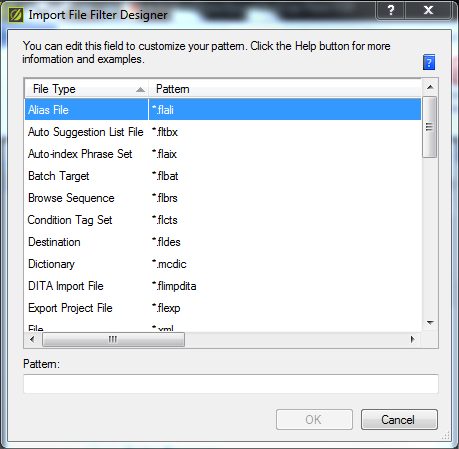 Import File Filter Designer
?
You can edit this field to customize your pattern. Click the Help button for more
information and examples.
?
File Type Pattern
Alias File *.flali
Auto Suggestion List File *.fltbx
Auto-index Phrase Set *.flaix
Batch Target *.flbat
Browse Sequence *.flbrs
Condition Tag Set *.flcts
Destination *.fldes
Dictionary *.mcdic
DITA Import File *.flimpdita
Export Project File *.flexp
File *.xml
Pattern:
OK Cancel